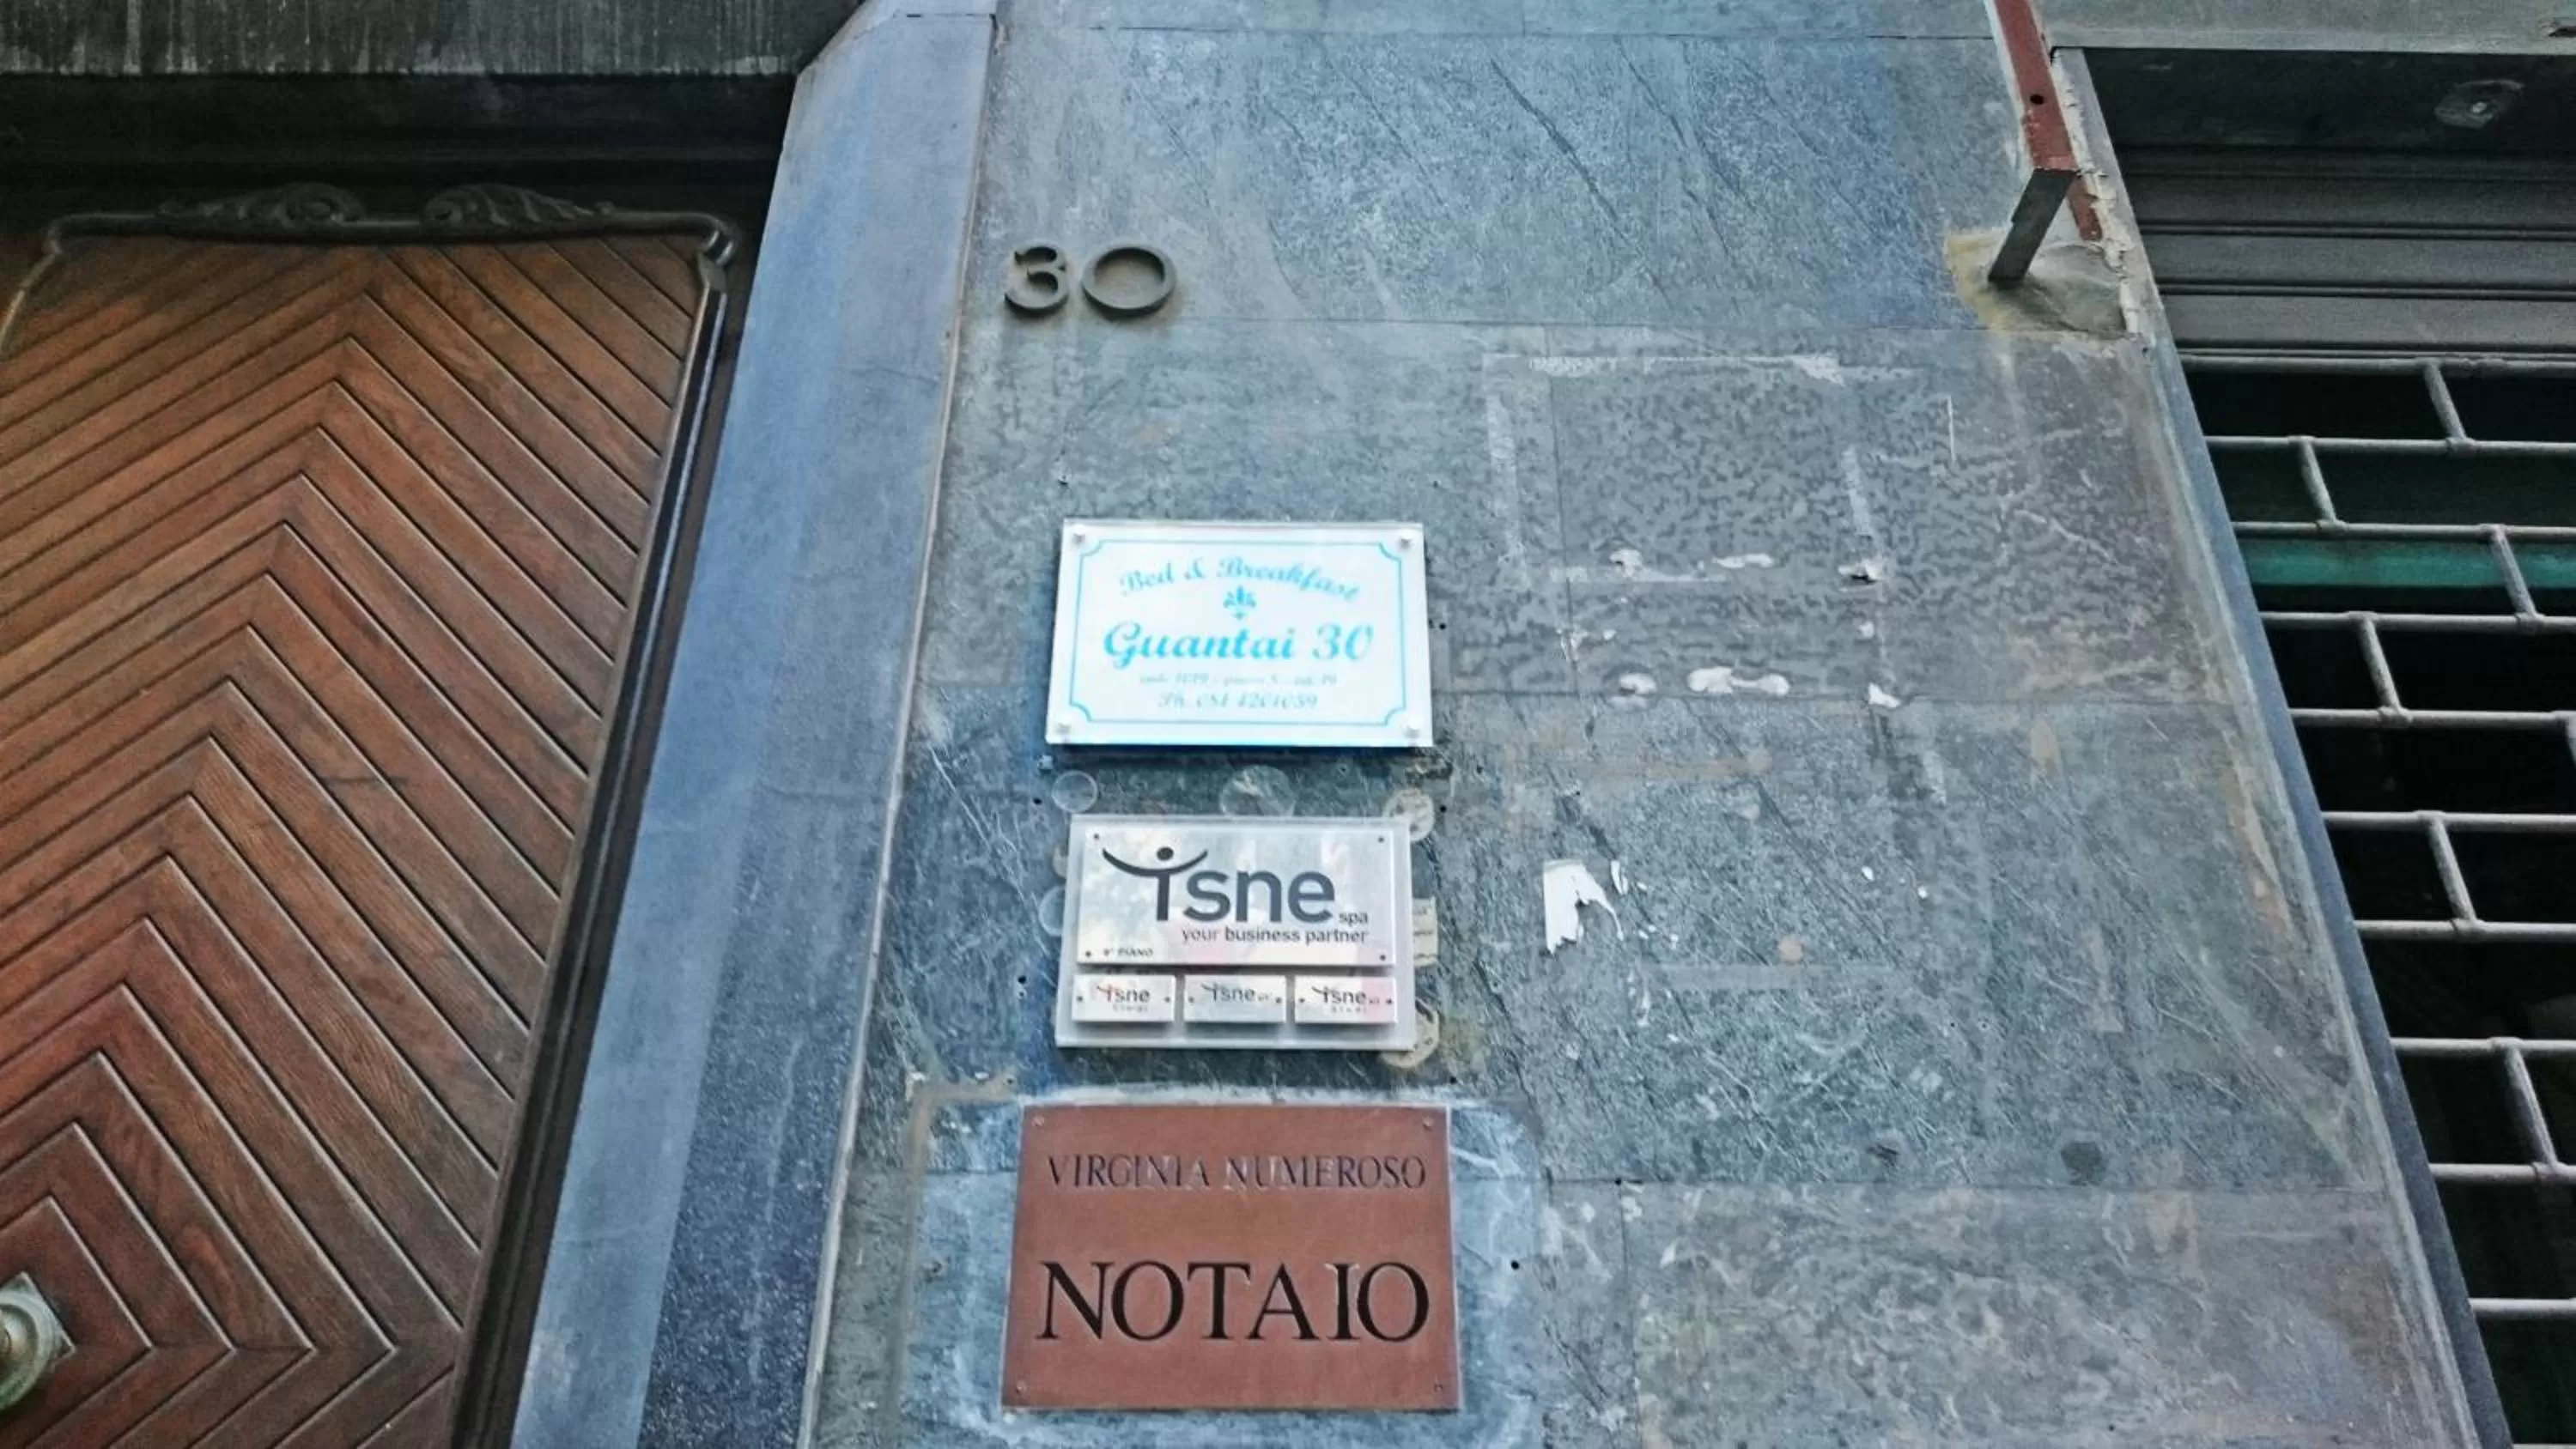 30
Bed & Breakfast
Guantai 30
Ph. 081 4201059
isne spa
your business partner
PIANO
isne
isne
isne
VIRGINIA NUMEROSO
NOTAIO